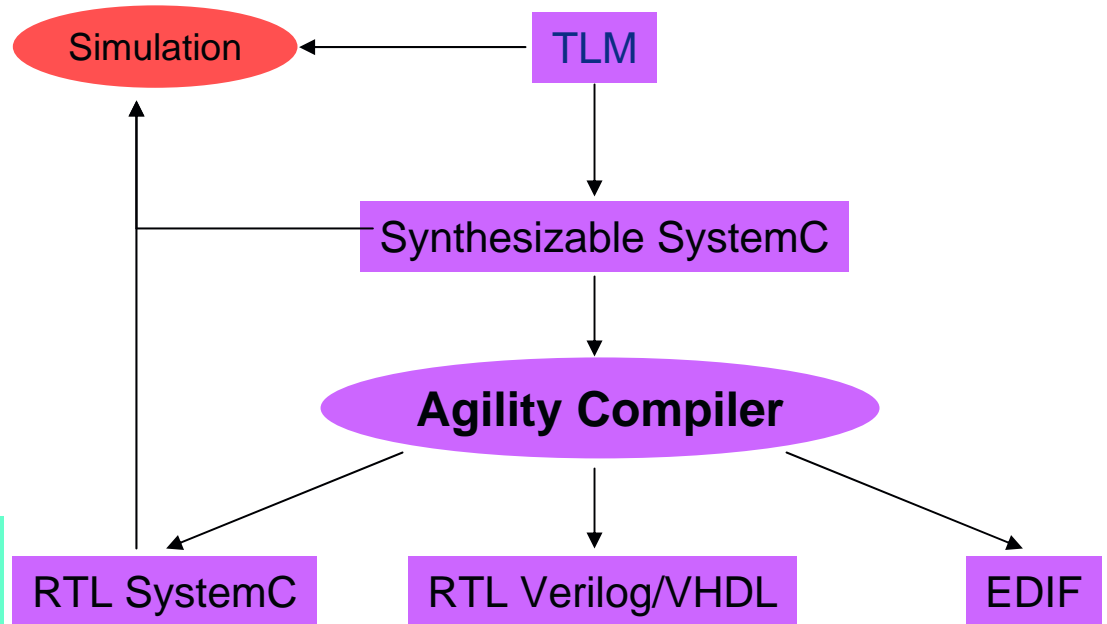 Simulation
TLM
Synthesizable SystemC
Agility Compiler
RTL SystemC
RTL Verilog/VHDL
EDIF